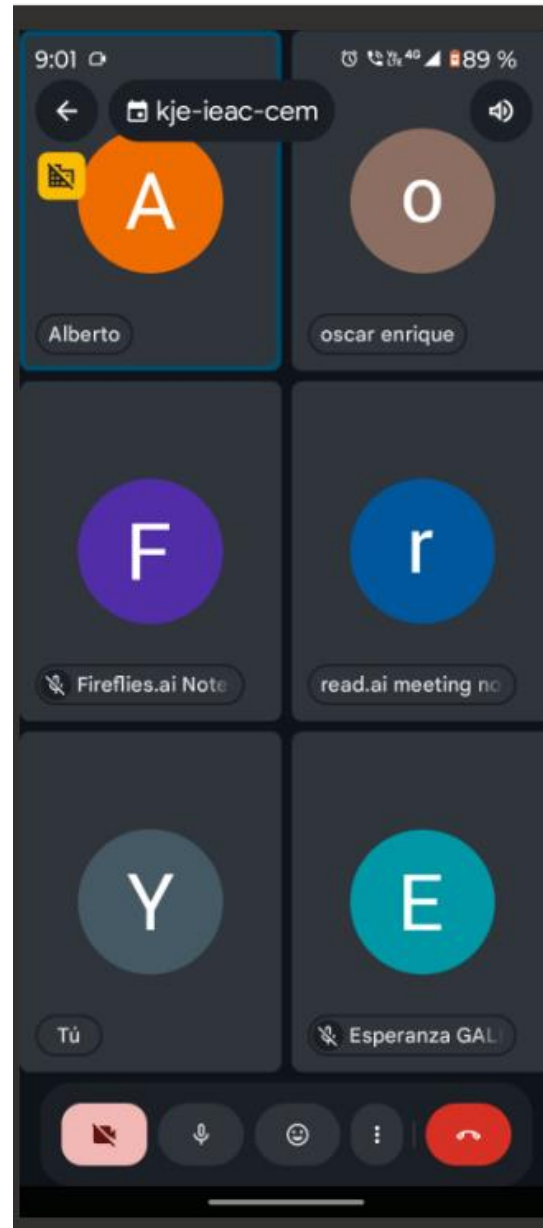 9:01 4G 89 %
kje-ieac-cem
A
o
Alberto
oscar enrique
F
r
Fireflies.ai Note
read.ai meeting no
Y
E
Tú
Esperanza GAL